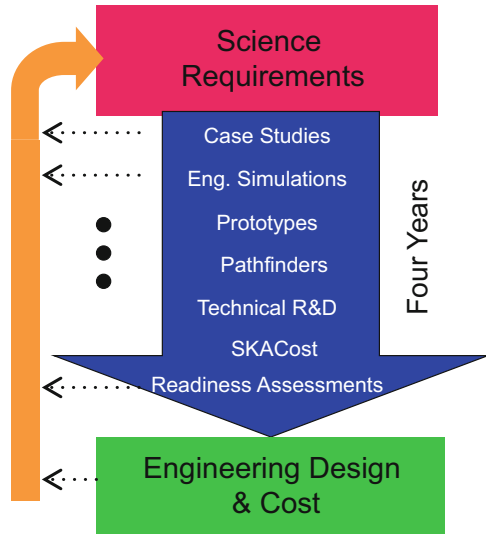 Science
Requirements
Case Studies
Eng. Simulations
Prototypes
Pathfinders
Technical R&D
SKACost
Readiness Assessments
Four Years
Engineering Design
& Cost